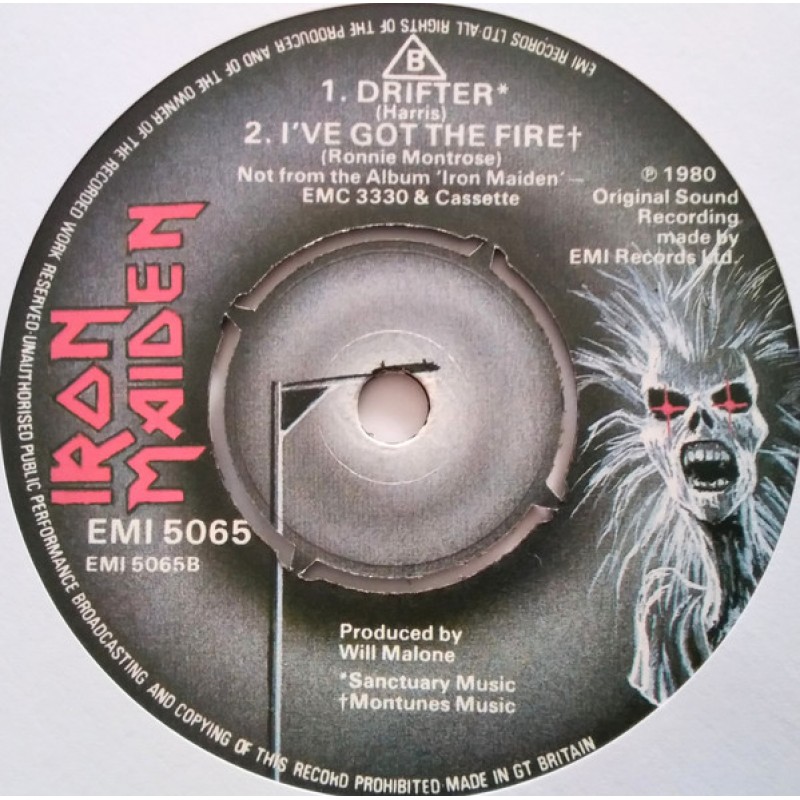 EMI RECORDS LTD·ALL RIGHTS OF THE PRODUCER AND OF THE OWNER OF THE RECORDED WORK RESERVED·UNAUTHORISED PUBLIC PERFORMANCE BROADCASTING AND COPYING OF THIS RECORD PROHIBITED·MADE IN GT BRITAIN
B
1. DRIFTER*
(Harris)
2. I'VE GOT THE FIRE†
(Ronnie Montrose)
Not from the Album 'Iron Maiden' –
EMC 3330 & Cassette
℗ 1980
Original Sound
Recording
made by
EMI Records Ltd.
IRON
MAIDEN
EMI 5065
EMI 5065B
Produced by
Will Malone
*Sanctuary Music
†Montunes Music